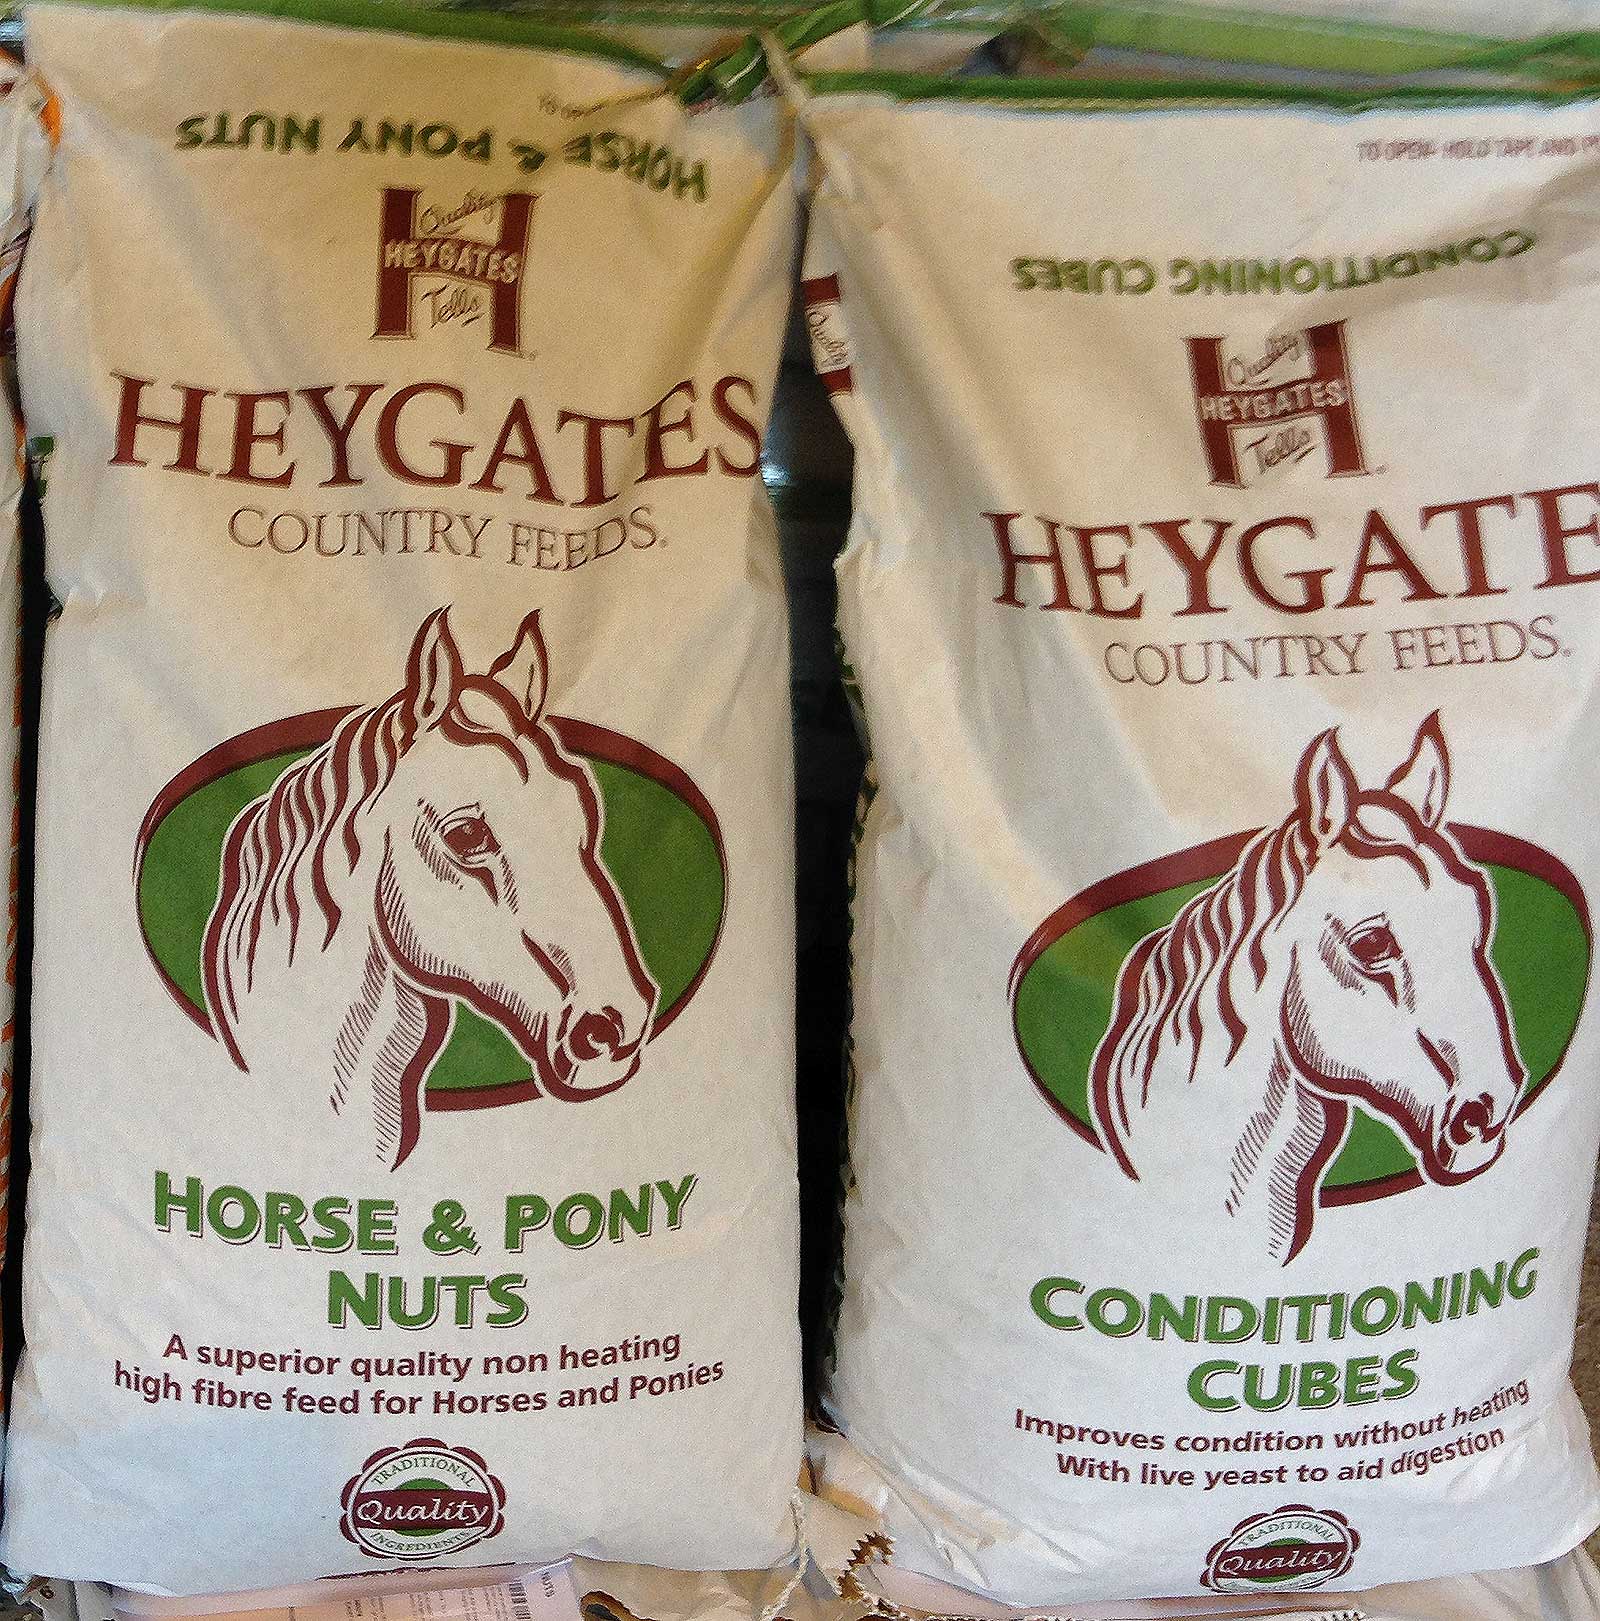 HORSE & PONY NUTS
Quality
HEYGATES
Tells
HEYGATES
COUNTRY FEEDS.
HORSE & PONY
NUTS
A superior quality non heating
high fibre feed for Horses and Ponies
TRADITIONAL
Quality
INGREDIENTS
TO OPEN HOLD TAPE AND
CONDITIONING CUBES
Quality
Quality
HEYGATES
Tells
HEYGATE
COUNTRY FEEDS.
CONDITIONING
CUBES
Improves condition without heating
With live yeast to aid digestion
TRADITIONAL
Quality